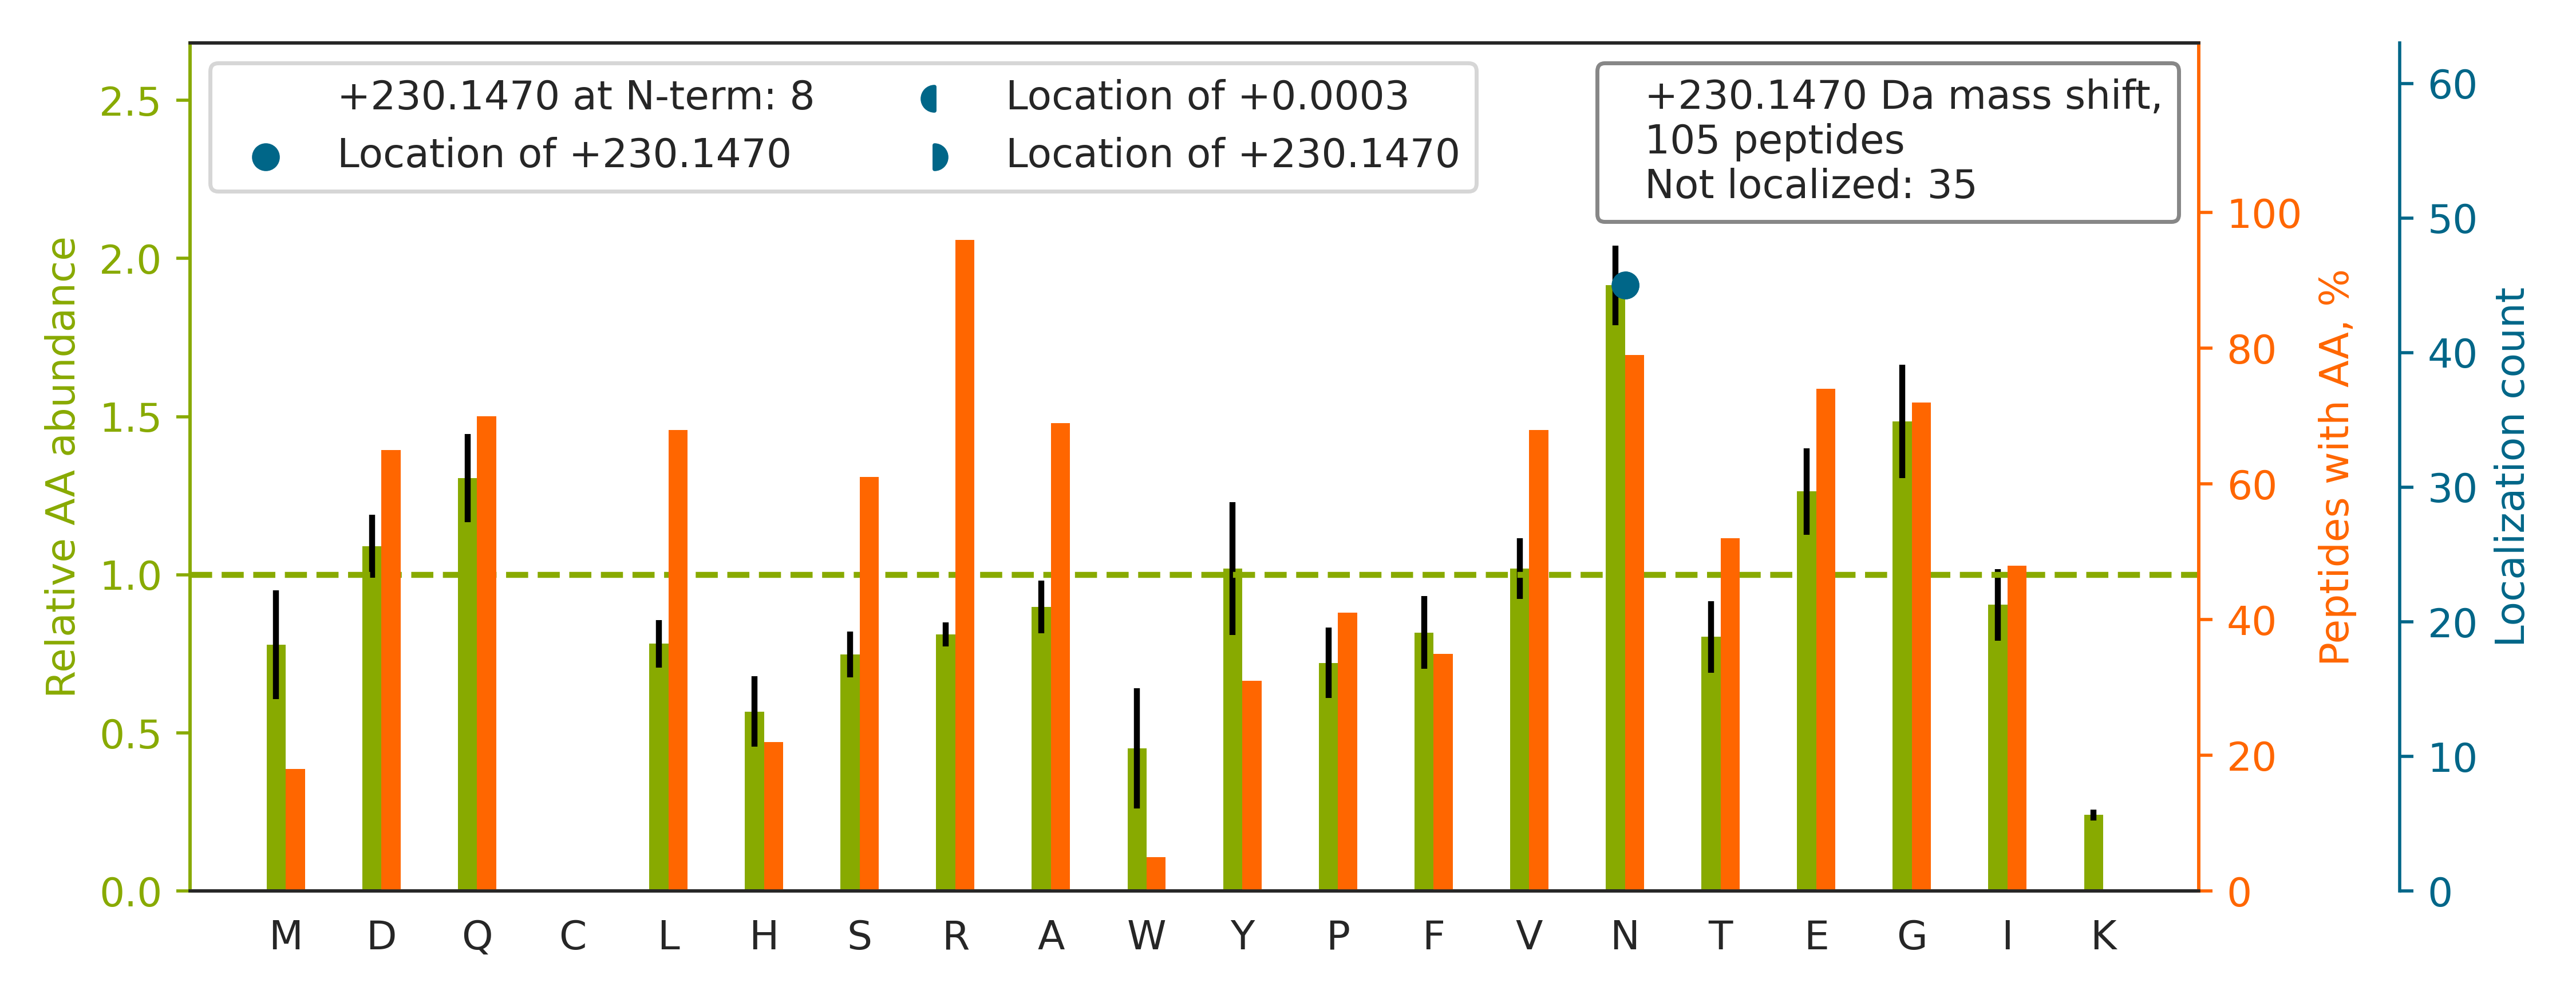 +230.1470 at N-term: 8
Location of +230.1470
Location of +0.0003
Location of +230.1470
+230.1470 Da mass shift,
105 peptides
Not localized: 35
Relative AA abundance
2.5
2.0
1.5
1.0
0.5
0.0
Peptides with AA, %
100
80
60
40
20
0
Localization count
60
50
40
30
20
10
0
M D Q C L H S R A W Y P F V N T E G I K